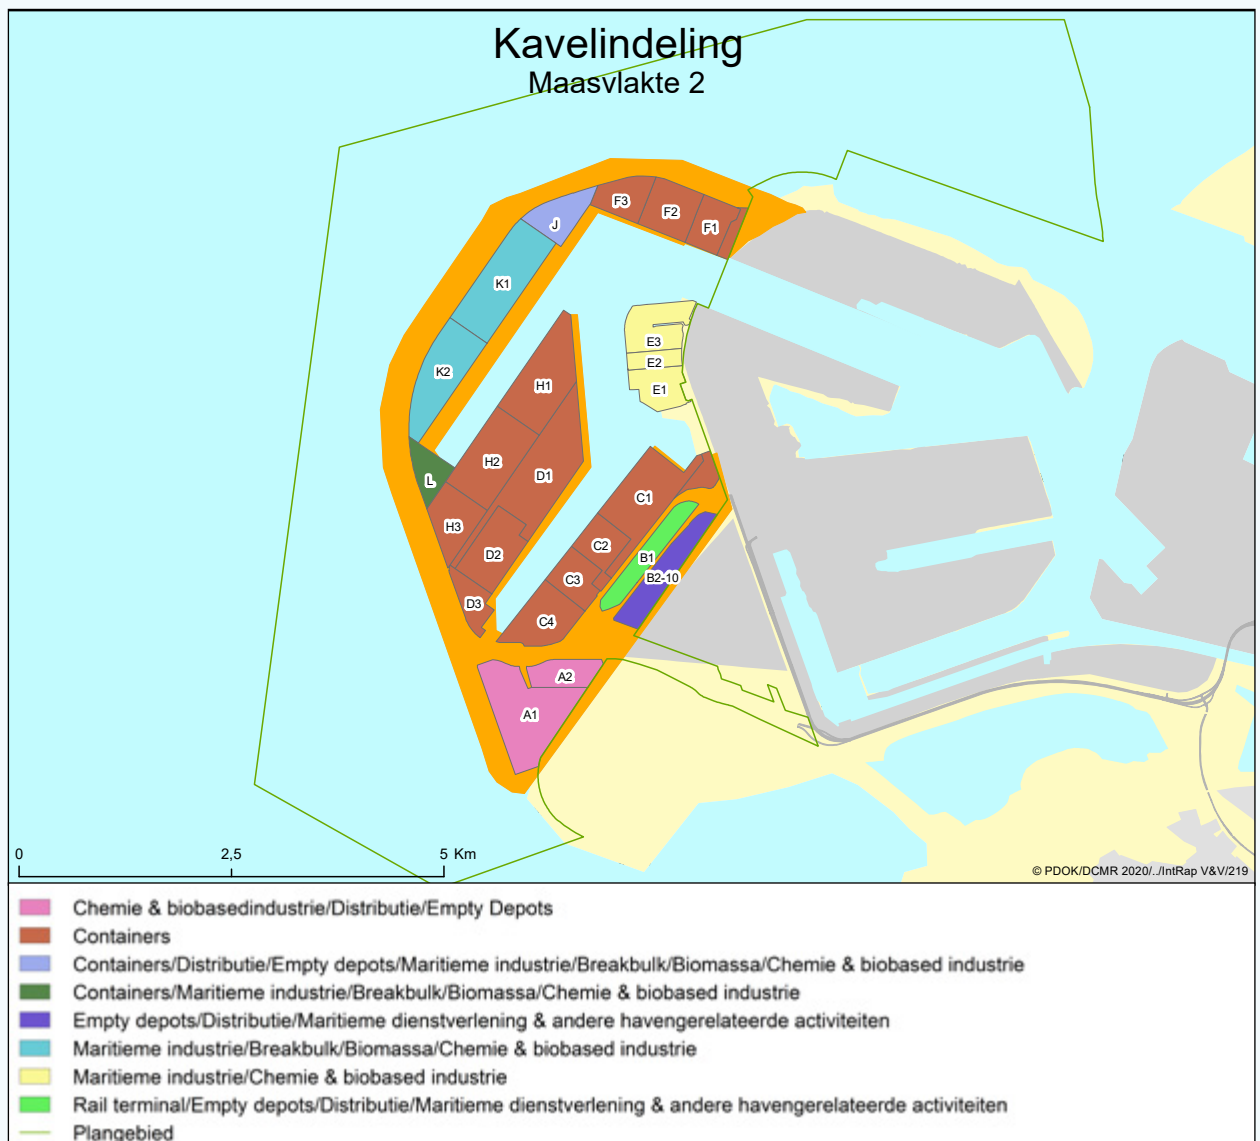 Kavelindeling
Maasvlakte 2
F3
F2
F1
J
K1
E3
E2
K2
H1
E1
H2
D1
L
C1
H3
C2
D2
B1
C3
B2-10
D3
C4
A2
A1
0 2,5 5 Km
© PDOK/DCMR 2020/../IntRap V&V/219
Chemie & biobasedindustrie/Distributie/Empty Depots
Containers
Containers/Distributie/Empty depots/Maritieme industrie/Breakbulk/Biomassa/Chemie & biobased industrie
Containers/Maritieme industrie/Breakbulk/Biomassa/Chemie & biobased industrie
Empty depots/Distributie/Maritieme dienstverlening & andere havengerelateerde activiteiten
Maritieme industrie/Breakbulk/Biomassa/Chemie & biobased industrie
Maritieme industrie/Chemie & biobased industrie
Rail terminal/Empty depots/Distributie/Maritieme dienstverlening & andere havengerelateerde activiteiten
Plangebied